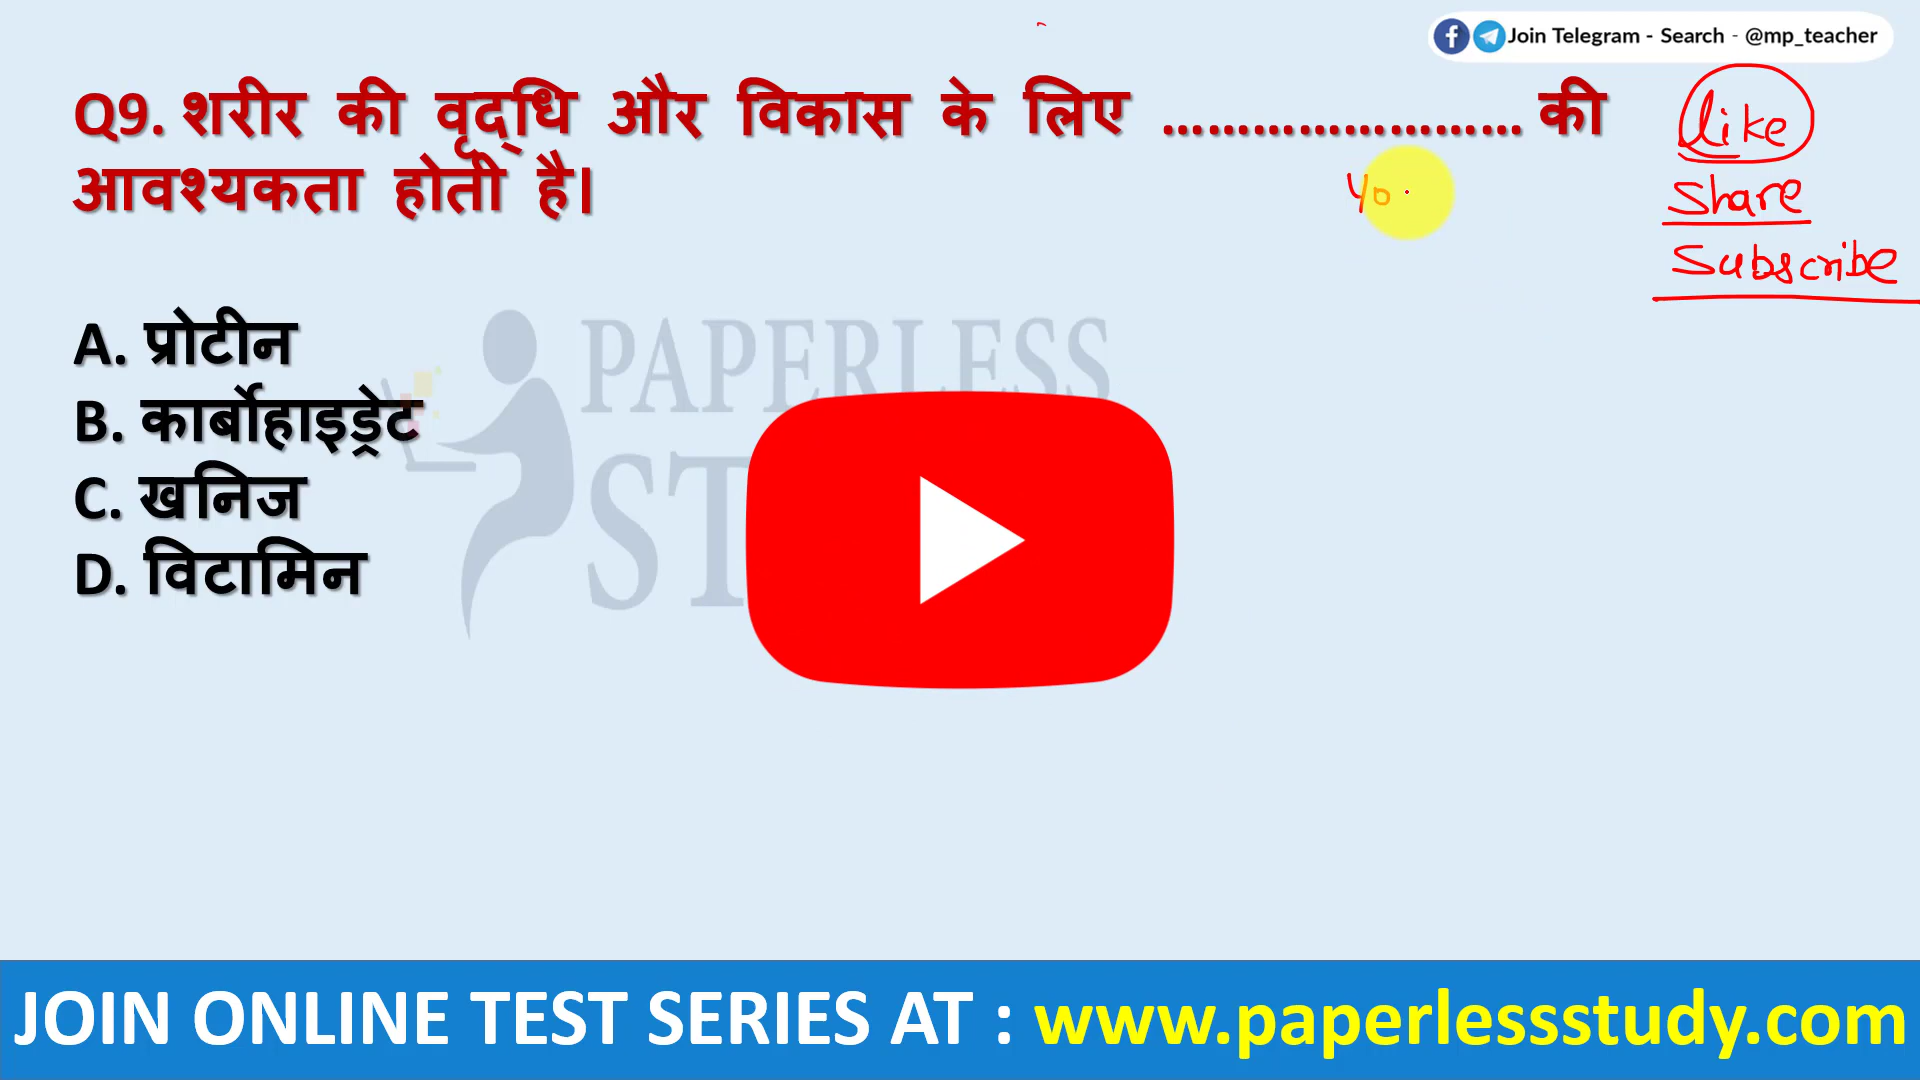 Join Telegram - Search - @mp_teacher
Q9. शरीर की वृद्धि और विकास के लिए ........................ की
आवश्यकता होती है।
like
Share
Subscribe
A. प्रोटीन
B. कार्बोहाइड्रेट
C. खनिज
D. विटामिन
PAPERLESS
ST
JOIN ONLINE TEST SERIES AT : www.paperlessstudy.com